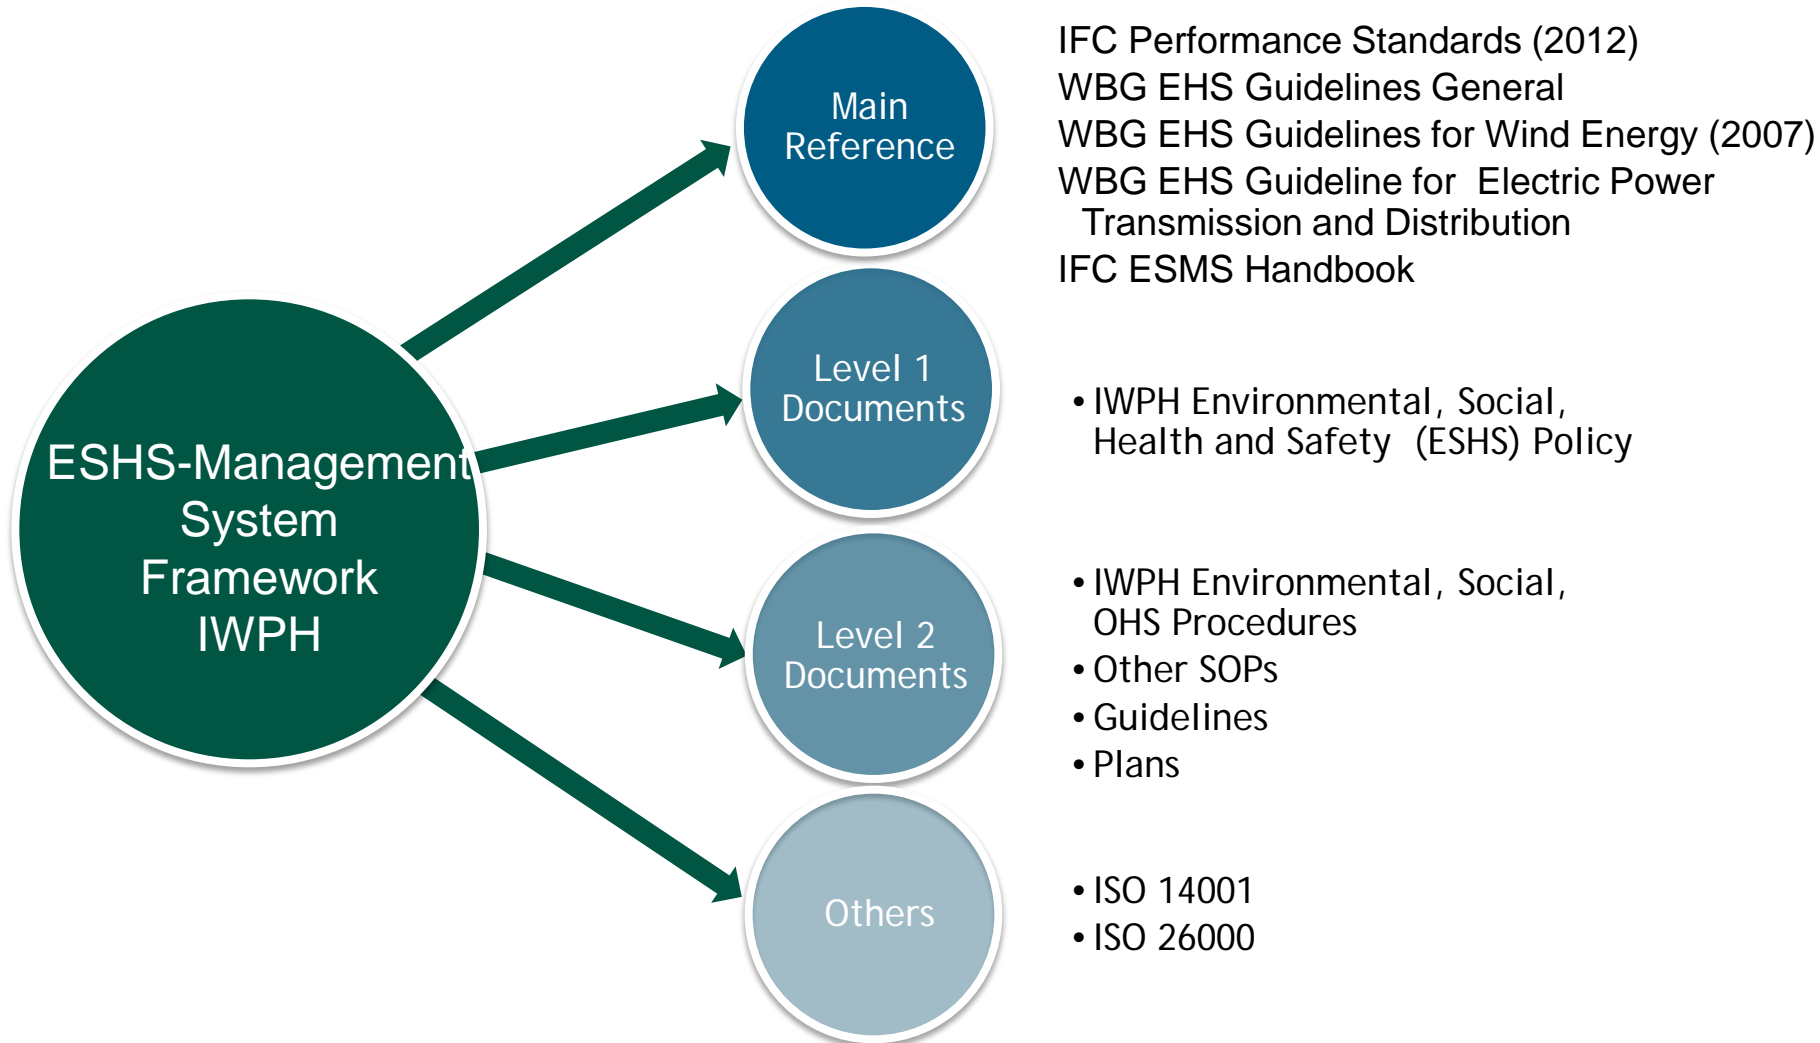 ESHS-Management
System
Framework
IWPH
Main
Reference
IFC Performance Standards (2012)
WBG EHS Guidelines General
WBG EHS Guidelines for Wind Energy (2007)
WBG EHS Guideline for  Electric Power
Transmission and Distribution
IFC ESMS Handbook
Level 1
Documents
• IWPH Environmental, Social,
Health and Safety  (ESHS) Policy
Level 2
Documents
• IWPH Environmental, Social,
OHS Procedures
• Other SOPs
• Guidelines
• Plans
Others
• ISO 14001
• ISO 26000